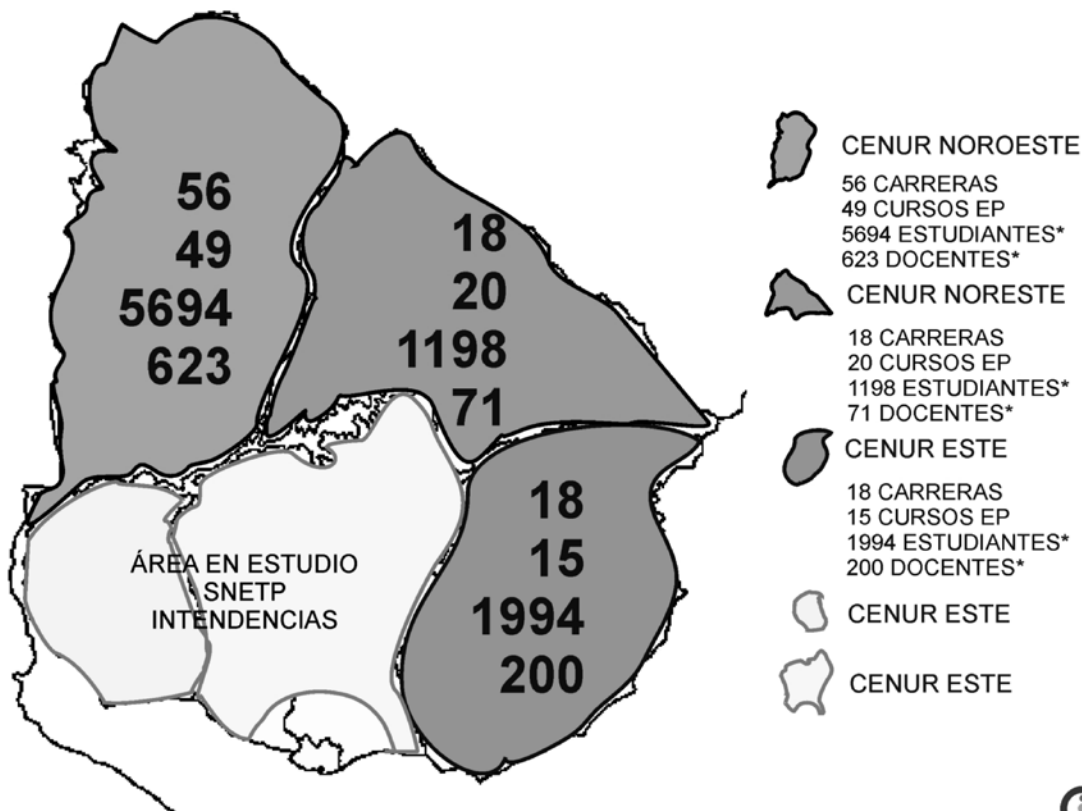 56
49
5694
623
18
20
1198
71
18
15
1994
200
ÁREA EN ESTUDIO
SNETP
INTENDENCIAS
CENUR NOROESTE
56 CARRERAS
49 CURSOS EP
5694 ESTUDIANTES*
623 DOCENTES*
CENUR NORESTE
18 CARRERAS
20 CURSOS EP
1198 ESTUDIANTES*
71 DOCENTES*
CENUR ESTE
18 CARRERAS
15 CURSOS EP
1994 ESTUDIANTES*
200 DOCENTES*
CENUR ESTE
CENUR ESTE